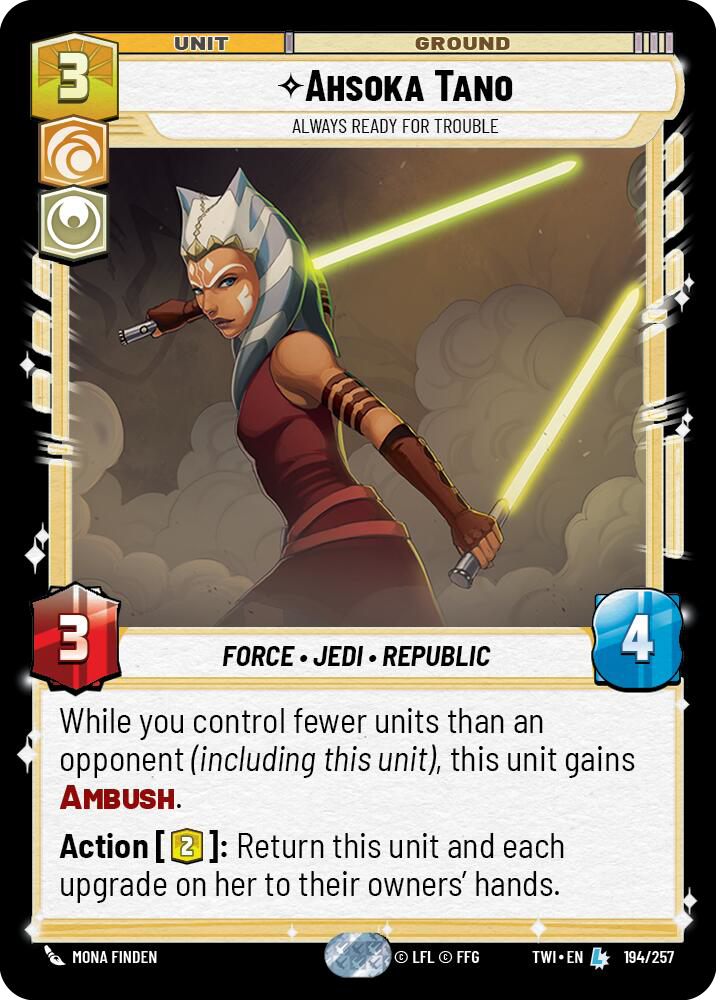 UNIT
GROUND
3
✧AHSOKA TANO
ALWAYS READY FOR TROUBLE
3
4
FORCE • JEDI • REPUBLIC
While you control fewer units than an
opponent (including this unit), this unit gains
AMBUSH.
Action [2]: Return this unit and each
upgrade on her to their owners’ hands.
MONA FINDEN
© LFL © FFG
TWI • EN L 194/257